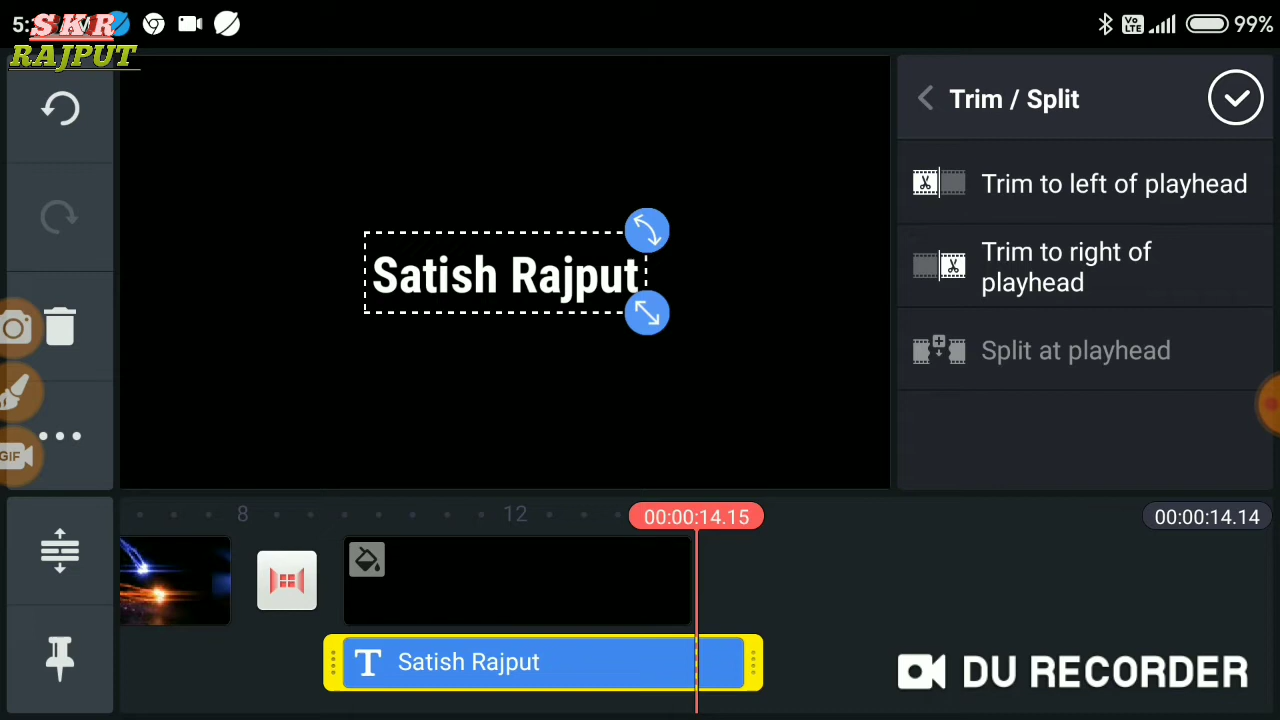 SKR
RAJPUT
99%
Trim / Split
Trim to left of playhead
Trim to right of
playhead
Split at playhead
Satish Rajput
GIF
8
12
00:00:14.15
00:00:14.14
T Satish Rajput
DU RECORDER